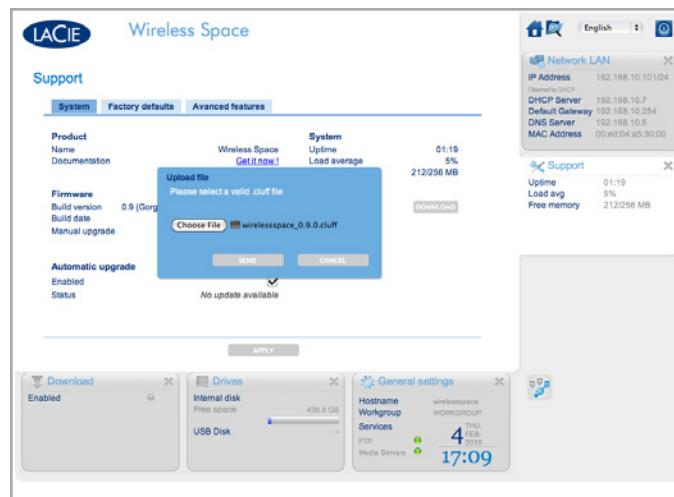 LACIE
Wireless Space
English
Support
System
Factory defaults
Avanced features
Product
Name
Wireless Space
Documentation
Get it now !
System
Uptime
01:19
Load average
5%
212/256 MB
Firmware
Build version
0.9 (Gorg
Build date
Manual upgrade
DOWNLOAD
Upload file
Please select a valid .cluff file
Choose File
wirelessspace_0.9.0.cluff
SEND
CANCEL
Automatic upgrade
Enabled
Status
No update available
APPLY
Network LAN
IP Address 192.168.10.101/24
Obtained by DHCP
DHCP Server 192.168.10.7
Default Gateway 192.168.10.254
DNS Server 192.168.10.6
MAC Address 00:ed:04:a5:30:00
Support
Uptime 01:19
Load avg 5%
Free memory 212/256 MB
Download
Enabled
Drives
Internal disk
Free space 439.9 GB
USB Disk -
General settings
Hostname wirelessspace
Workgroup WORKGROUP
Services
FTP
Media Servers
4
THU.
FEB.
2010
17:09